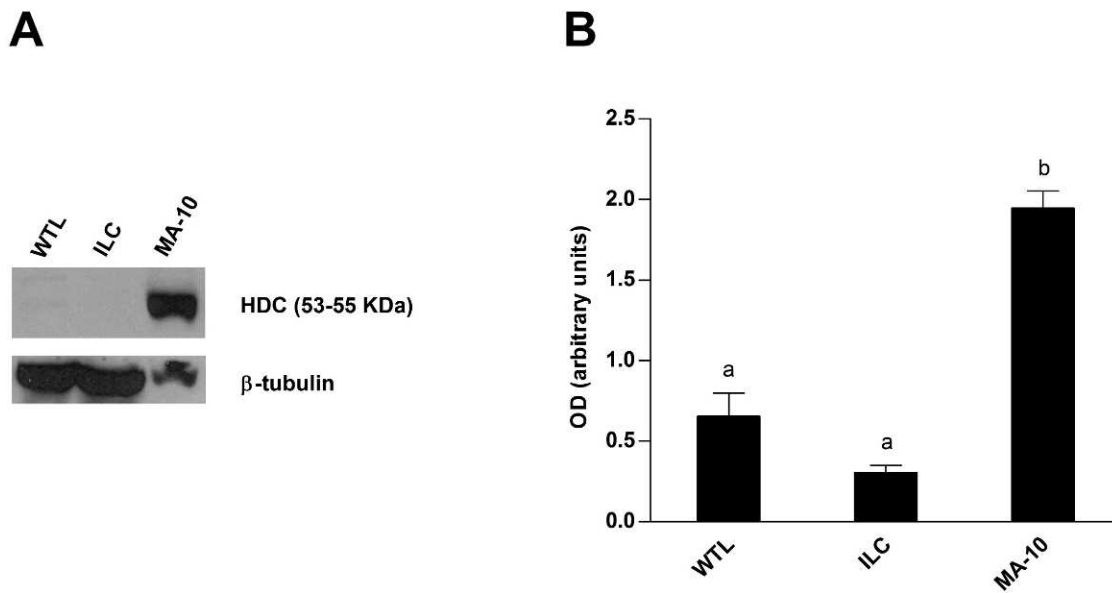 A
WTL
ILC
MA-10
HDC (53-55 KDa)
β-tubulin
B
OD (arbitrary units)
2.5
2.0
1.5
1.0
0.5
0.0
a
a
b
WTL
ILC
MA-10